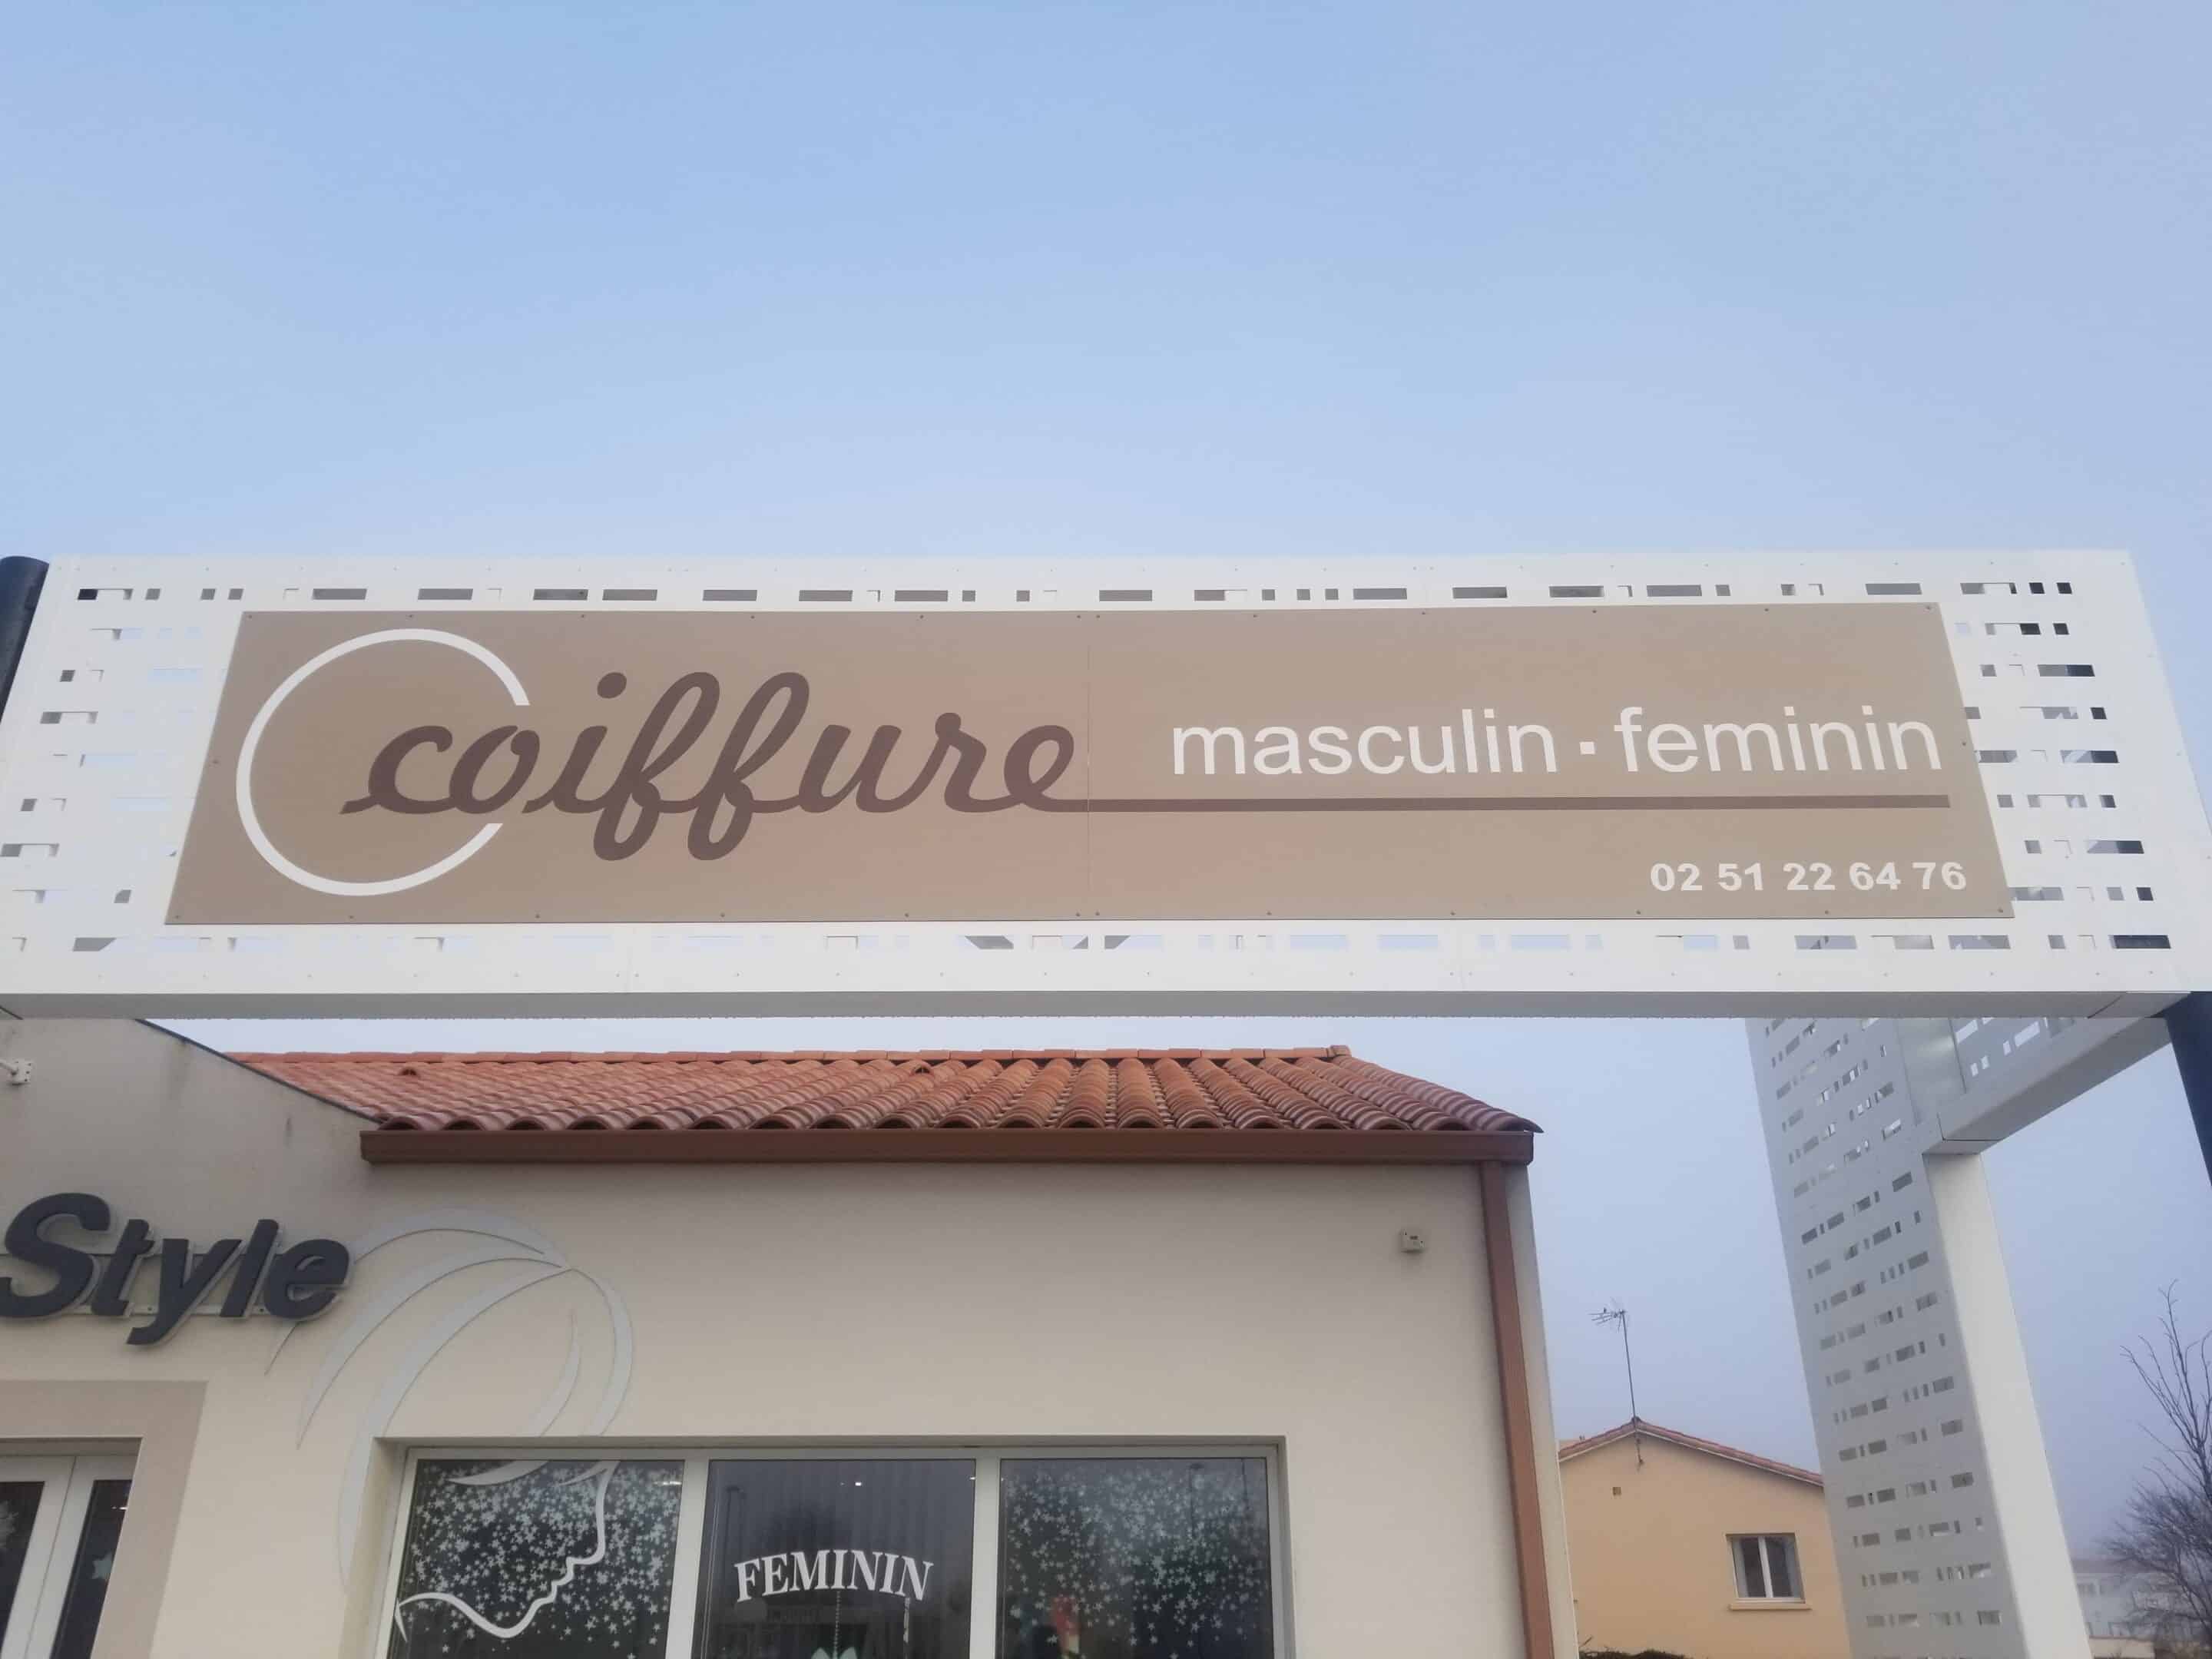 coiffure masculin · feminin
02 51 22 64 76
Style
FEMININ